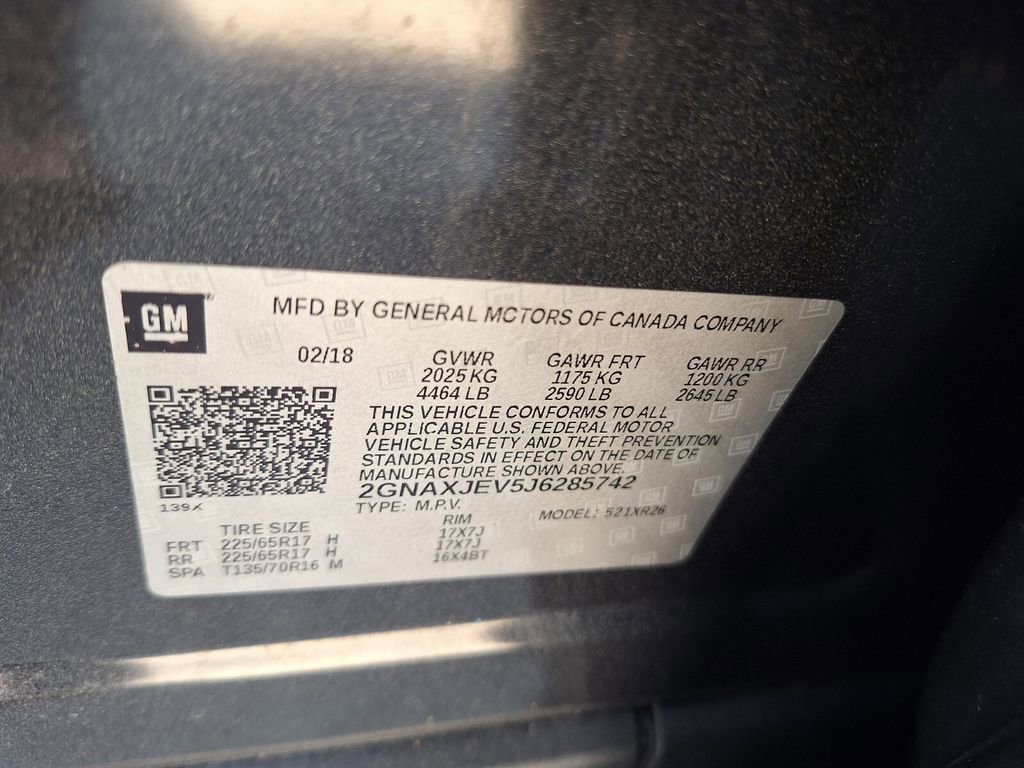 GM
MFD BY GENERAL MOTORS OF CANADA COMPANY
02/18 GVWR GAWR FRT GAWR RR
2025 KG 1175 KG 1200 KG
4464 LB 2590 LB 2645 LB
THIS VEHICLE CONFORMS TO ALL
APPLICABLE U.S. FEDERAL MOTOR
VEHICLE SAFETY AND THEFT PREVENTION
STANDARDS IN EFFECT ON THE DATE OF
MANUFACTURE SHOWN ABOVE.
2GNAXJEV5J6285742
139X TYPE: M.P.V. MODEL: 521XR26
TIRE SIZE RIM
FRT 225/65R17 H 17X7J
RR 225/65R17 H 17X7J
SPA T135/70R16 M 16X4BT